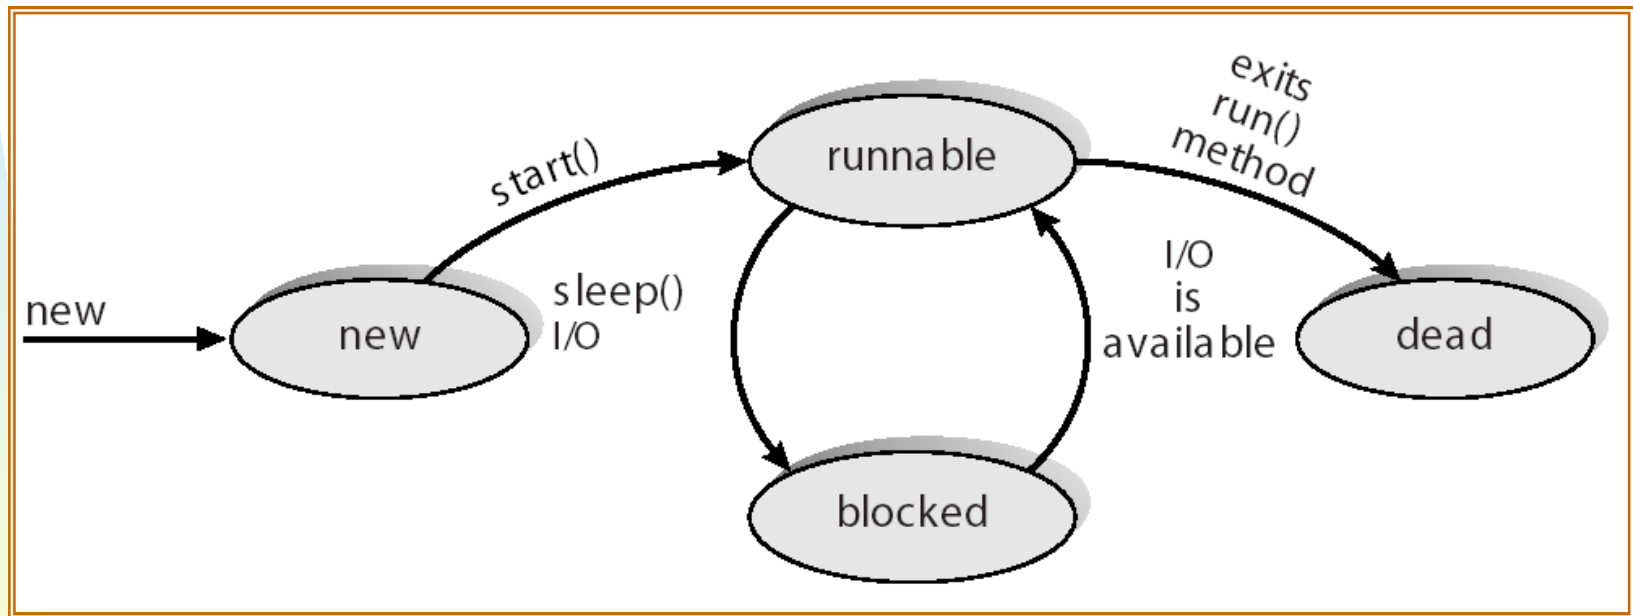 new
new
start()
sleep()
I/O
runnable
blocked
exits
run()
method
I/O
is
available
dead